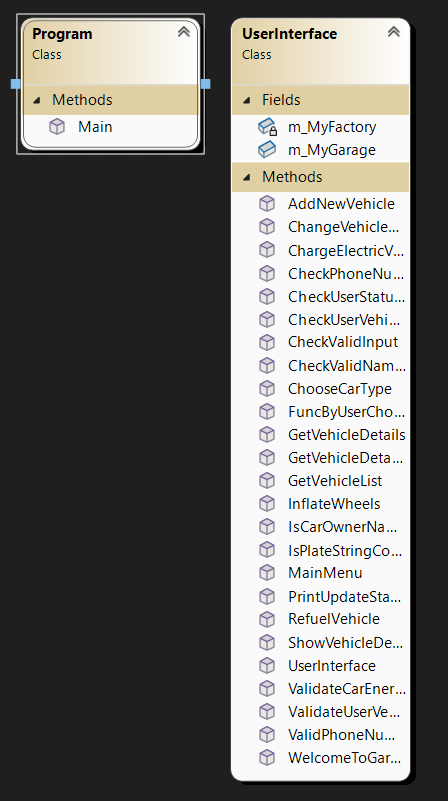 Program
Class
Methods
Main
UserInterface
Class
Fields
m_MyFactory
m_MyGarage
Methods
AddNewVehicle
ChangeVehicle...
ChargeElectricV...
CheckPhoneNu...
CheckUserStatu...
CheckUserVehi...
CheckValidInput
CheckValidNam...
ChooseCarType
FuncByUserCho...
GetVehicleDetails
GetVehicleDeta...
GetVehicleList
InflateWheels
IsCarOwnerNa...
IsPlateStringCo...
MainMenu
PrintUpdateSta...
RefuelVehicle
ShowVehicleDe...
UserInterface
ValidateCarEner...
ValidateUserVe...
ValidPhoneNu...
WelcomeToGar...